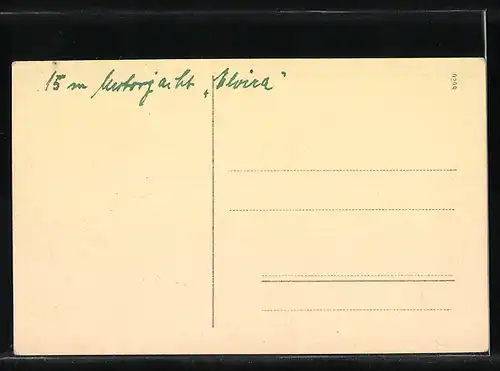 15 m Motorjacht „Elvira"